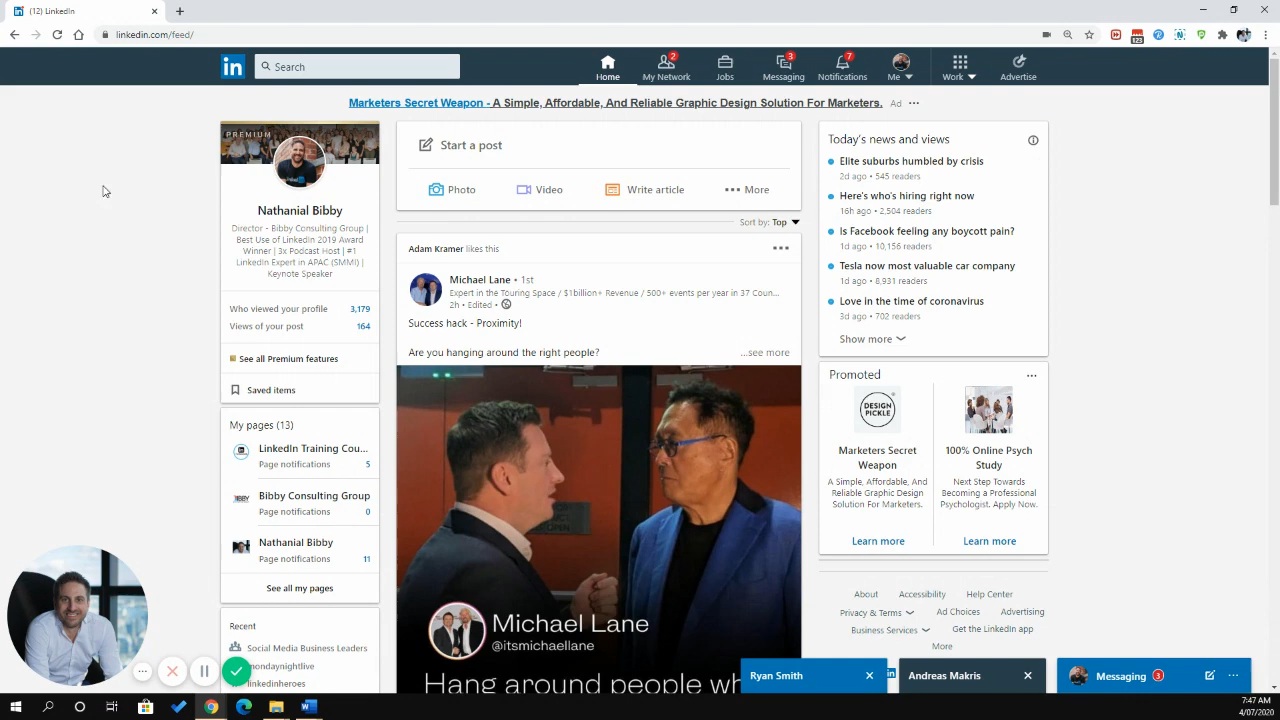 (12) LinkedIn
linkedin.com/feed/
123
in
Search
Home
2
My Network
Jobs
3
Messaging
7
Notifications
Me
Work
Advertise
Marketers Secret Weapon - A Simple, Affordable, And Reliable Graphic Design Solution For Marketers. Ad
PREMIUM
Nathanial Bibby
Director - Bibby Consulting Group |
Best Use of LinkedIn 2019 Award
Winner | 3x Podcast Host | #1
LinkedIn Expert in APAC (SMMI) |
Keynote Speaker
Who viewed your profile 3,179
Views of your post 164
See all Premium features
Saved items
My pages (13)
LinkedIn Training Cou...
Page notifications 5
Bibby Consulting Group
Page notifications 0
Nathanial Bibby
Page notifications 11
See all my pages
Recent
Social Media Business Leaders
mondaynightlive
linkedinheroes
Start a post
Photo
Video
Write article
More
Sort by: Top
Adam Kramer likes this
Michael Lane • 1st
Expert in the Touring Space / $1billion+ Revenue / 500+ events per year in 37 Coun...
2h • Edited •
Success hack - Proximity!
Are you hanging around the right people? ...see more
Michael Lane
@itsmichaellane
Hang around people wh
Today's news and views
Elite suburbs humbled by crisis
2d ago • 545 readers
Here's who's hiring right now
16h ago • 2,504 readers
Is Facebook feeling any boycott pain?
1d ago • 10,156 readers
Tesla now most valuable car company
1d ago • 8,931 readers
Love in the time of coronavirus
3d ago • 702 readers
Show more
Promoted
DESIGN
PICKLE
Marketers Secret
Weapon
A Simple, Affordable, And
Reliable Graphic Design
Solution For Marketers.
Learn more
100% Online Psych
Study
Next Step Towards
Becoming a Professional
Psychologist. Apply Now.
Learn more
About
Accessibility
Help Center
Privacy & Terms
Ad Choices
Advertising
Business Services
Get the LinkedIn app
More
Ryan Smith
in
Andreas Makris
Messaging 3
7:47 AM
4/07/2020